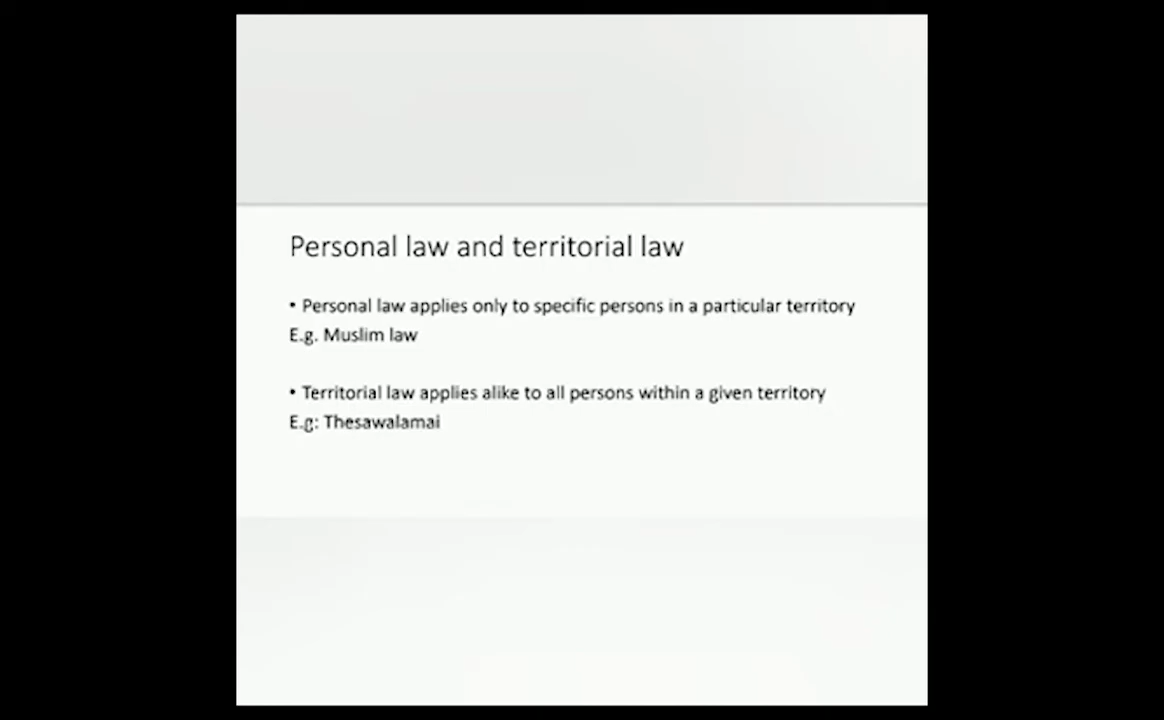 Personal law and territorial law
• Personal law applies only to specific persons in a particular territory
E.g. Muslim law
• Territorial law applies alike to all persons within a given territory
E.g: Thesawalamai